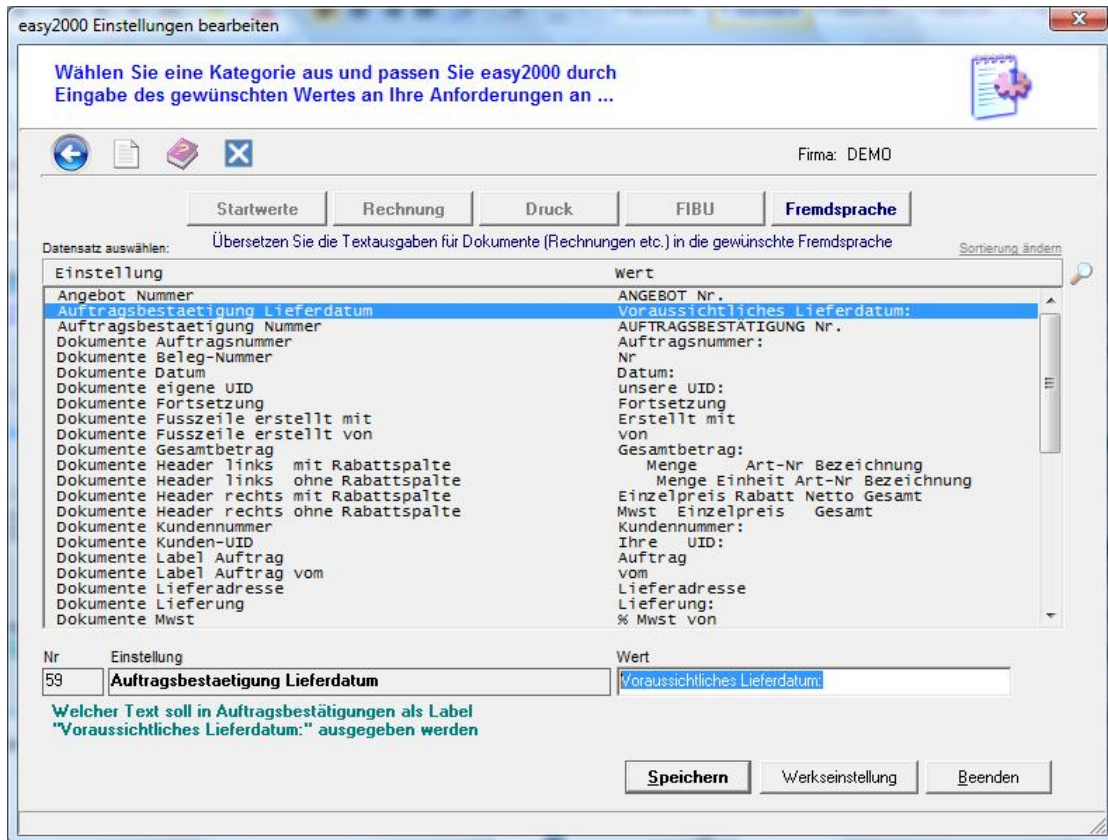 easy2000 Einstellungen bearbeiten
Wählen Sie eine Kategorie aus und passen Sie easy2000 durch
Eingabe des gewünschten Wertes an Ihre Anforderungen an ...
Firma: DEMO
Startwerte Rechnung Druck FIBU Fremdsprache
Datensatz auswählen: Übersetzen Sie die Textausgaben für Dokumente (Rechnungen etc.) in die gewünschte Fremdsprache Sortierung ändern
Einstellung Wert
Angebot Nummer ANGEBOT Nr.
Auftragsbestaetigung Lieferdatum Voraussichtliches Lieferdatum:
Auftragsbestaetigung Nummer AUFTRAGSBESTÄTIGUNG Nr.
Dokumente Auftragsnummer Auftragsnummer:
Dokumente Beleg-Nummer Nr
Dokumente Datum Datum:
Dokumente eigene UID unsere UID:
Dokumente Fortsetzung Fortsetzung
Dokumente Fusszeile erstellt mit Erstellt mit
Dokumente Fusszeile erstellt von von
Dokumente Gesamtbetrag Gesamtbetrag:
Dokumente Header links mit Rabattspalte Menge Art-Nr Bezeichnung
Dokumente Header links ohne Rabattspalte Menge Einheit Art-Nr Bezeichnung
Dokumente Header rechts mit Rabattspalte Einzelpreis Rabatt Netto Gesamt
Dokumente Header rechts ohne Rabattspalte Mwst Einzelpreis Gesamt
Dokumente Kundennummer Kundennummer:
Dokumente Kunden-UID Ihre UID:
Dokumente Label Auftrag Auftrag
Dokumente Label Auftrag vom vom
Dokumente Lieferadresse Lieferadresse
Dokumente Lieferung Lieferung:
Dokumente Mwst % Mwst von
Nr Einstellung Wert
59 Auftragsbestaetigung Lieferdatum Voraussichtliches Lieferdatum:
Welcher Text soll in Auftragsbestätigungen als Label
"Voraussichtliches Lieferdatum:" ausgegeben werden
Speichern Werkseinstellung Beenden